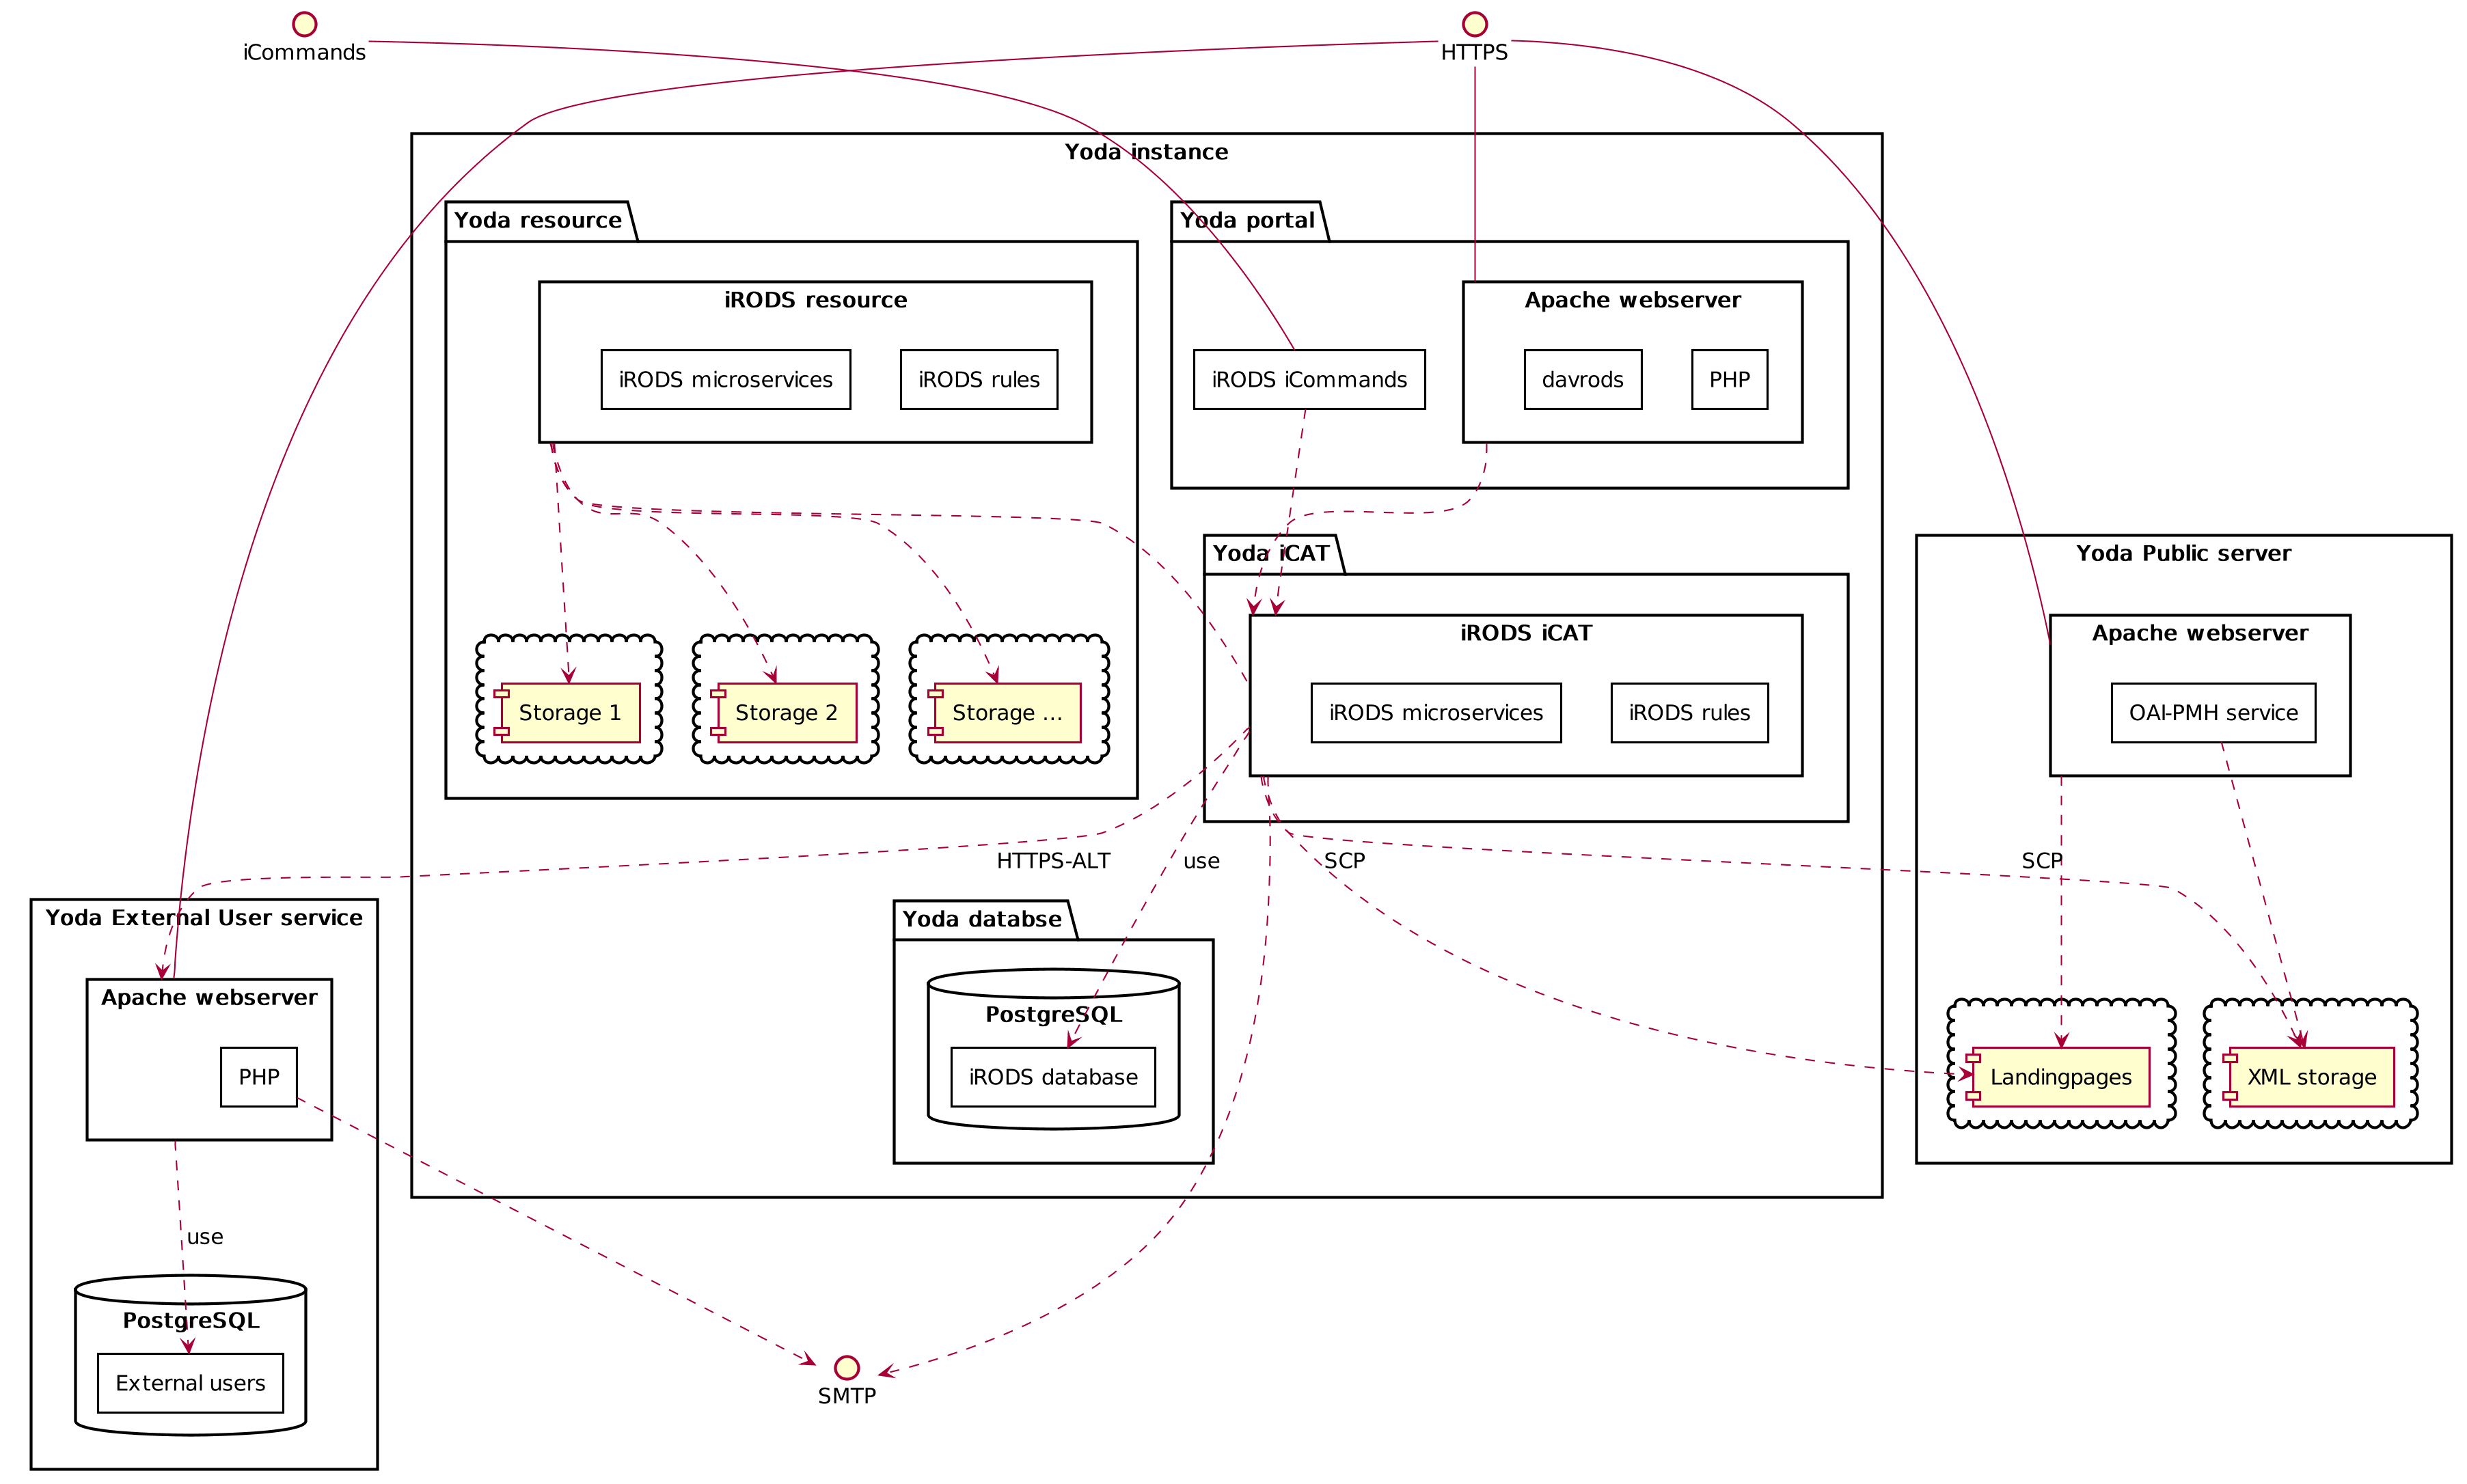 iCommands
HTTPS
Yoda instance
Yoda resource
Yoda portal
iRODS resource
Apache webserver
iRODS microservices
iRODS rules
iRODS iCommands
davrods
PHP
Yoda iCAT
Yoda Public server
iRODS iCAT
Apache webserver
Storage 1
Storage 2
Storage ...
iRODS microservices
iRODS rules
OAI-PMH service
HTTPS-ALT
use
SCP
SCP
Yoda External User service
Yoda databse
Apache webserver
PostgreSQL
PHP
iRODS database
Landingpages
XML storage
use
PostgreSQL
External users
SMTP